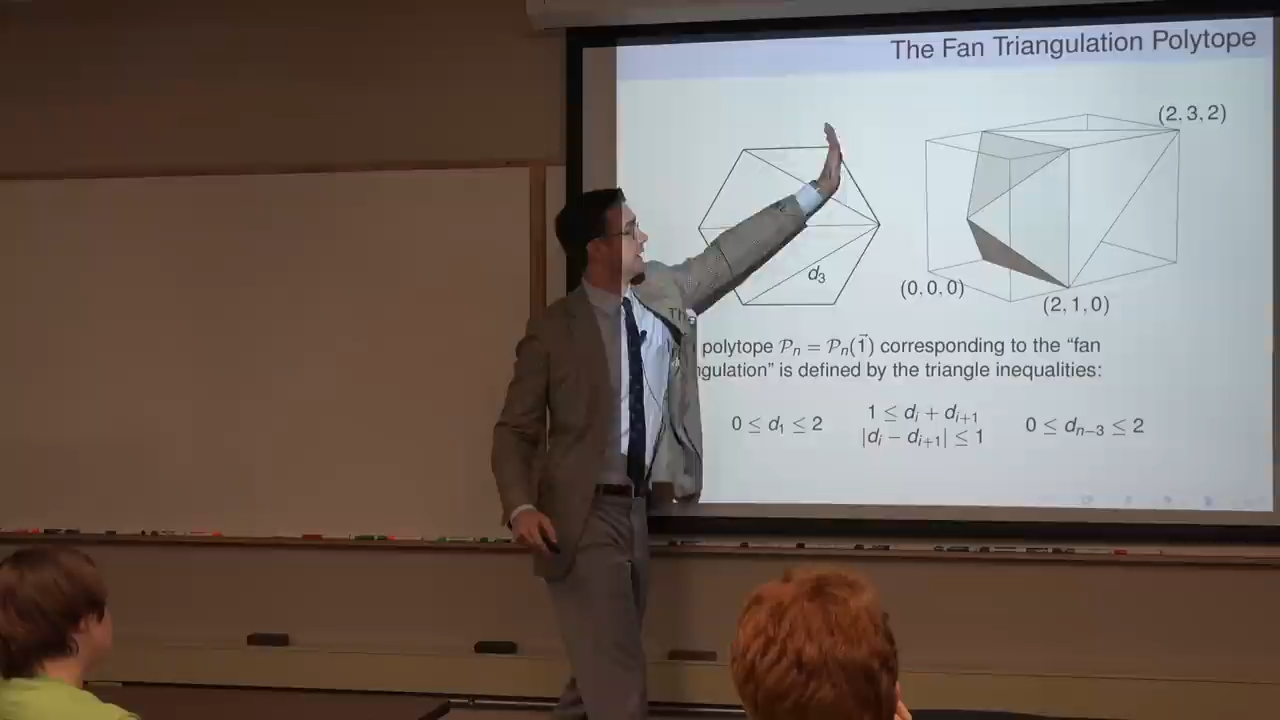 The Fan Triangulation Polytope
(2, 3, 2)
d3
(0, 0, 0)
(2, 1, 0)
The
polytope 𝒫n = 𝒫n(1⃗) corresponding to the “fan
ngulation” is defined by the triangle inequalities:
0 ≤ d1 ≤ 2
1 ≤ di + di+1
|di − di+1| ≤ 1
0 ≤ dn−3 ≤ 2